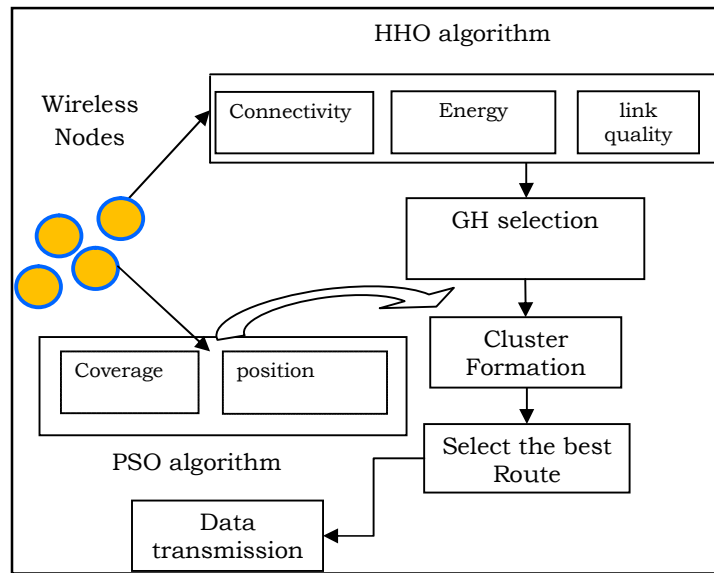 HHO algorithm
Wireless
Nodes
Connectivity
Energy
link
quality
GH selection
Cluster
Formation
Coverage
position
PSO algorithm
Select the best
Route
Data
transmission